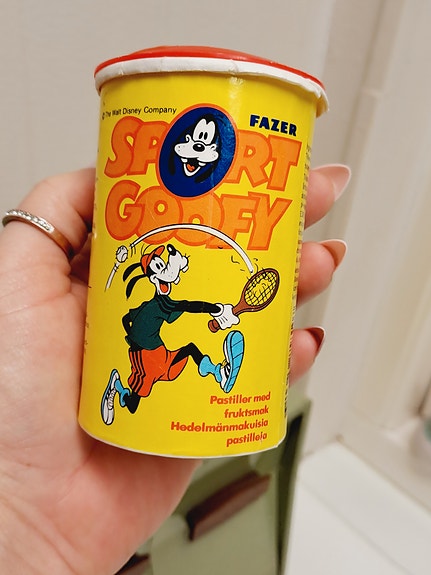 © The Walt Disney Company
FAZER
SPORT
GOOFY
Pastiller med
fruktsmak
Hedelmänmakuisia
pastilleja